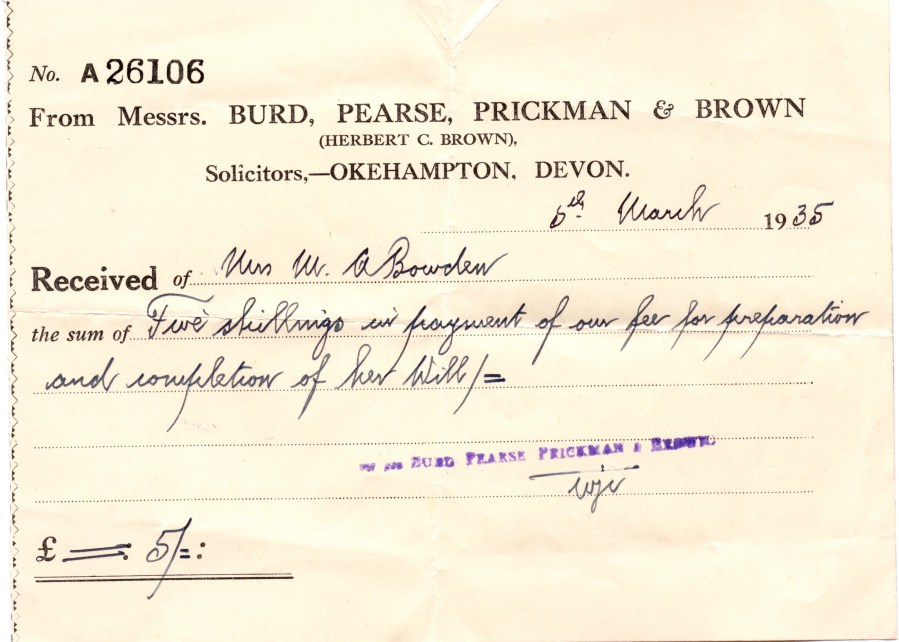 No. A 26106
From Messrs. BURD, PEARSE, PRICKMAN & BROWN
(HERBERT C. BROWN),
Solicitors,—OKEHAMPTON, DEVON.
5th March 1935
Received of Mrs M. A Bowden
the sum of Five shillings in payment of our fee for preparation
and completion of her Will/=
BURD PEARSE PRICKMAN & BROWN
£ —: 5/=: